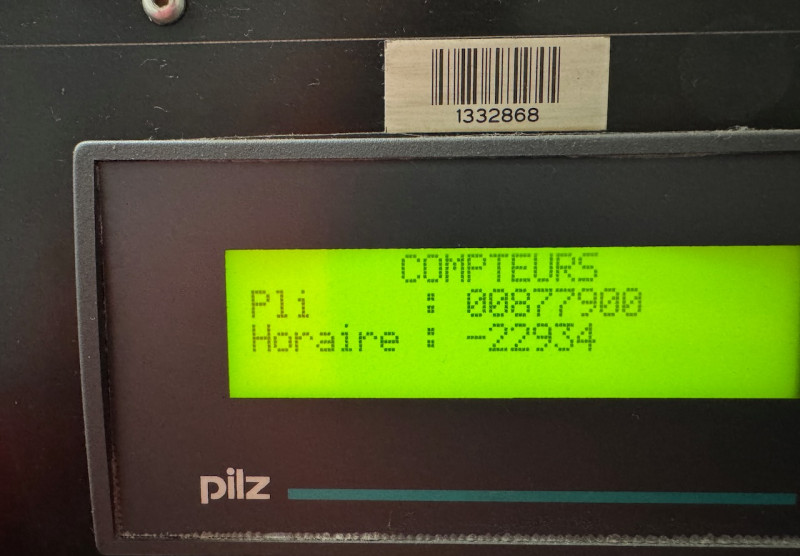 1332868
COMPTEURS
Pli : 00877900
Horaire : -22934
pilz